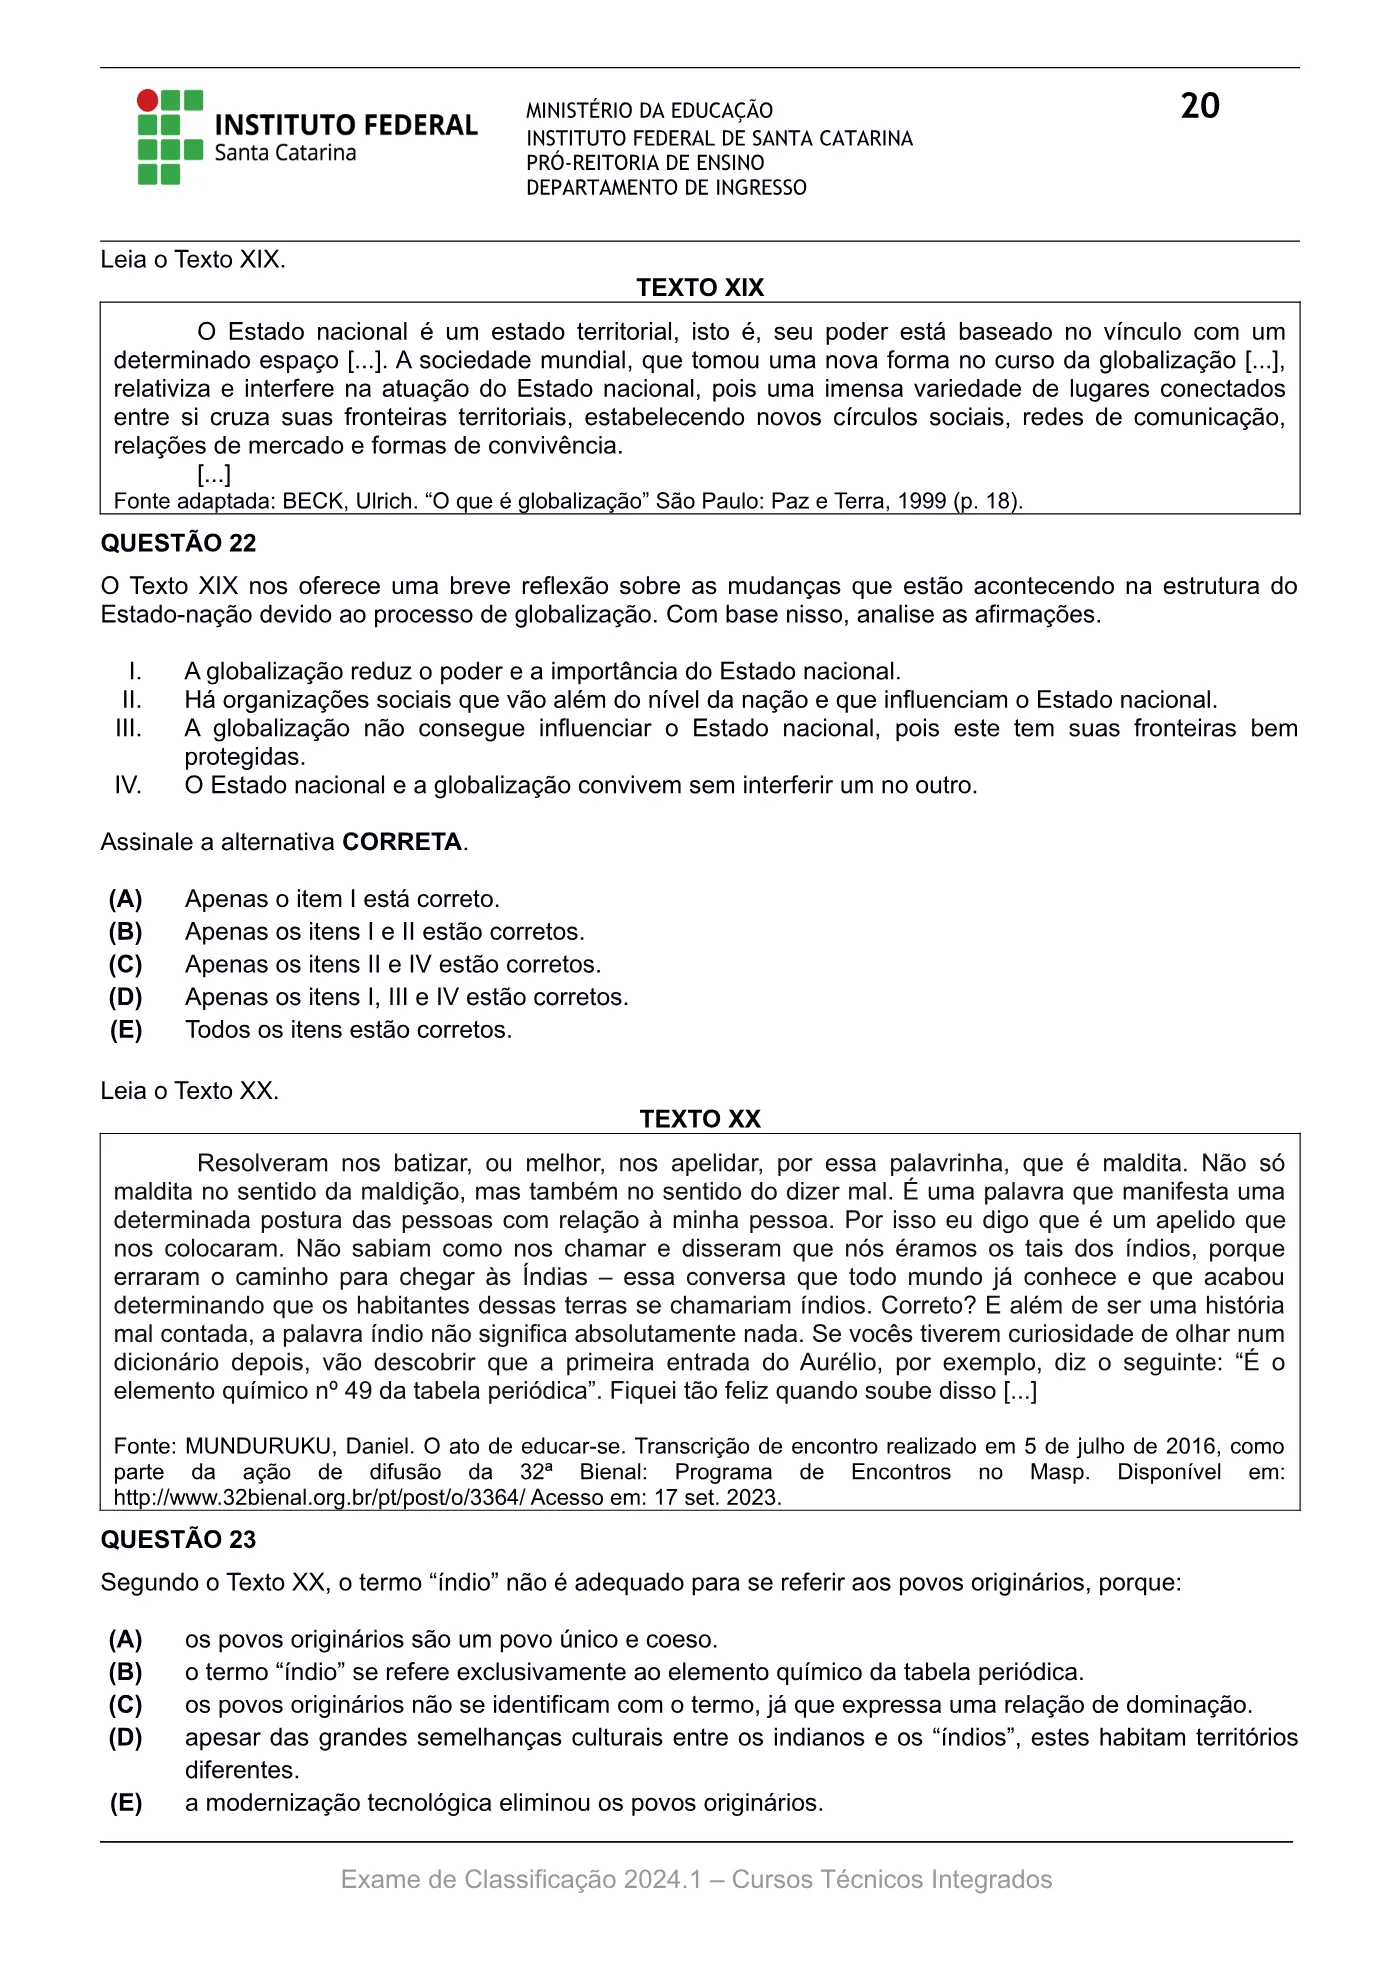 INSTITUTO FEDERAL
Santa Catarina
MINISTÉRIO DA EDUCAÇÃO
INSTITUTO FEDERAL DE SANTA CATARINA
PRÓ-REITORIA DE ENSINO
DEPARTAMENTO DE INGRESSO
20
Leia o Texto XIX.
TEXTO XIX
O Estado nacional é um estado territorial, isto é, seu poder está baseado no vínculo com um
determinado espaço [...]. A sociedade mundial, que tomou uma nova forma no curso da globalização [...],
relativiza e interfere na atuação do Estado nacional, pois uma imensa variedade de lugares conectados
entre si cruza suas fronteiras territoriais, estabelecendo novos círculos sociais, redes de comunicação,
relações de mercado e formas de convivência.
[...]
Fonte adaptada: BECK, Ulrich. “O que é globalização” São Paulo: Paz e Terra, 1999 (p. 18).
QUESTÃO 22
O Texto XIX nos oferece uma breve reflexão sobre as mudanças que estão acontecendo na estrutura do
Estado-nação devido ao processo de globalização. Com base nisso, analise as afirmações.
I. A globalização reduz o poder e a importância do Estado nacional.
II. Há organizações sociais que vão além do nível da nação e que influenciam o Estado nacional.
III. A globalização não consegue influenciar o Estado nacional, pois este tem suas fronteiras bem
protegidas.
IV. O Estado nacional e a globalização convivem sem interferir um no outro.
Assinale a alternativa CORRETA.
(A) Apenas o item I está correto.
(B) Apenas os itens I e II estão corretos.
(C) Apenas os itens II e IV estão corretos.
(D) Apenas os itens I, III e IV estão corretos.
(E) Todos os itens estão corretos.
Leia o Texto XX.
TEXTO XX
Resolveram nos batizar, ou melhor, nos apelidar, por essa palavrinha, que é maldita. Não só
maldita no sentido da maldição, mas também no sentido do dizer mal. É uma palavra que manifesta uma
determinada postura das pessoas com relação à minha pessoa. Por isso eu digo que é um apelido que
nos colocaram. Não sabiam como nos chamar e disseram que nós éramos os tais dos índios, porque
erraram o caminho para chegar às Índias – essa conversa que todo mundo já conhece e que acabou
determinando que os habitantes dessas terras se chamariam índios. Correto? E além de ser uma história
mal contada, a palavra índio não significa absolutamente nada. Se vocês tiverem curiosidade de olhar num
dicionário depois, vão descobrir que a primeira entrada do Aurélio, por exemplo, diz o seguinte: “É o
elemento químico nº 49 da tabela periódica”. Fiquei tão feliz quando soube disso [...]
Fonte: MUNDURUKU, Daniel. O ato de educar-se. Transcrição de encontro realizado em 5 de julho de 2016, como
parte da ação de difusão da 32ª Bienal: Programa de Encontros no Masp. Disponível em:
http://www.32bienal.org.br/pt/post/o/3364/ Acesso em: 17 set. 2023.
QUESTÃO 23
Segundo o Texto XX, o termo “índio” não é adequado para se referir aos povos originários, porque:
(A) os povos originários são um povo único e coeso.
(B) o termo “índio” se refere exclusivamente ao elemento químico da tabela periódica.
(C) os povos originários não se identificam com o termo, já que expressa uma relação de dominação.
(D) apesar das grandes semelhanças culturais entre os indianos e os “índios”, estes habitam territórios
diferentes.
(E) a modernização tecnológica eliminou os povos originários.
Exame de Classificação 2024.1 – Cursos Técnicos Integrados